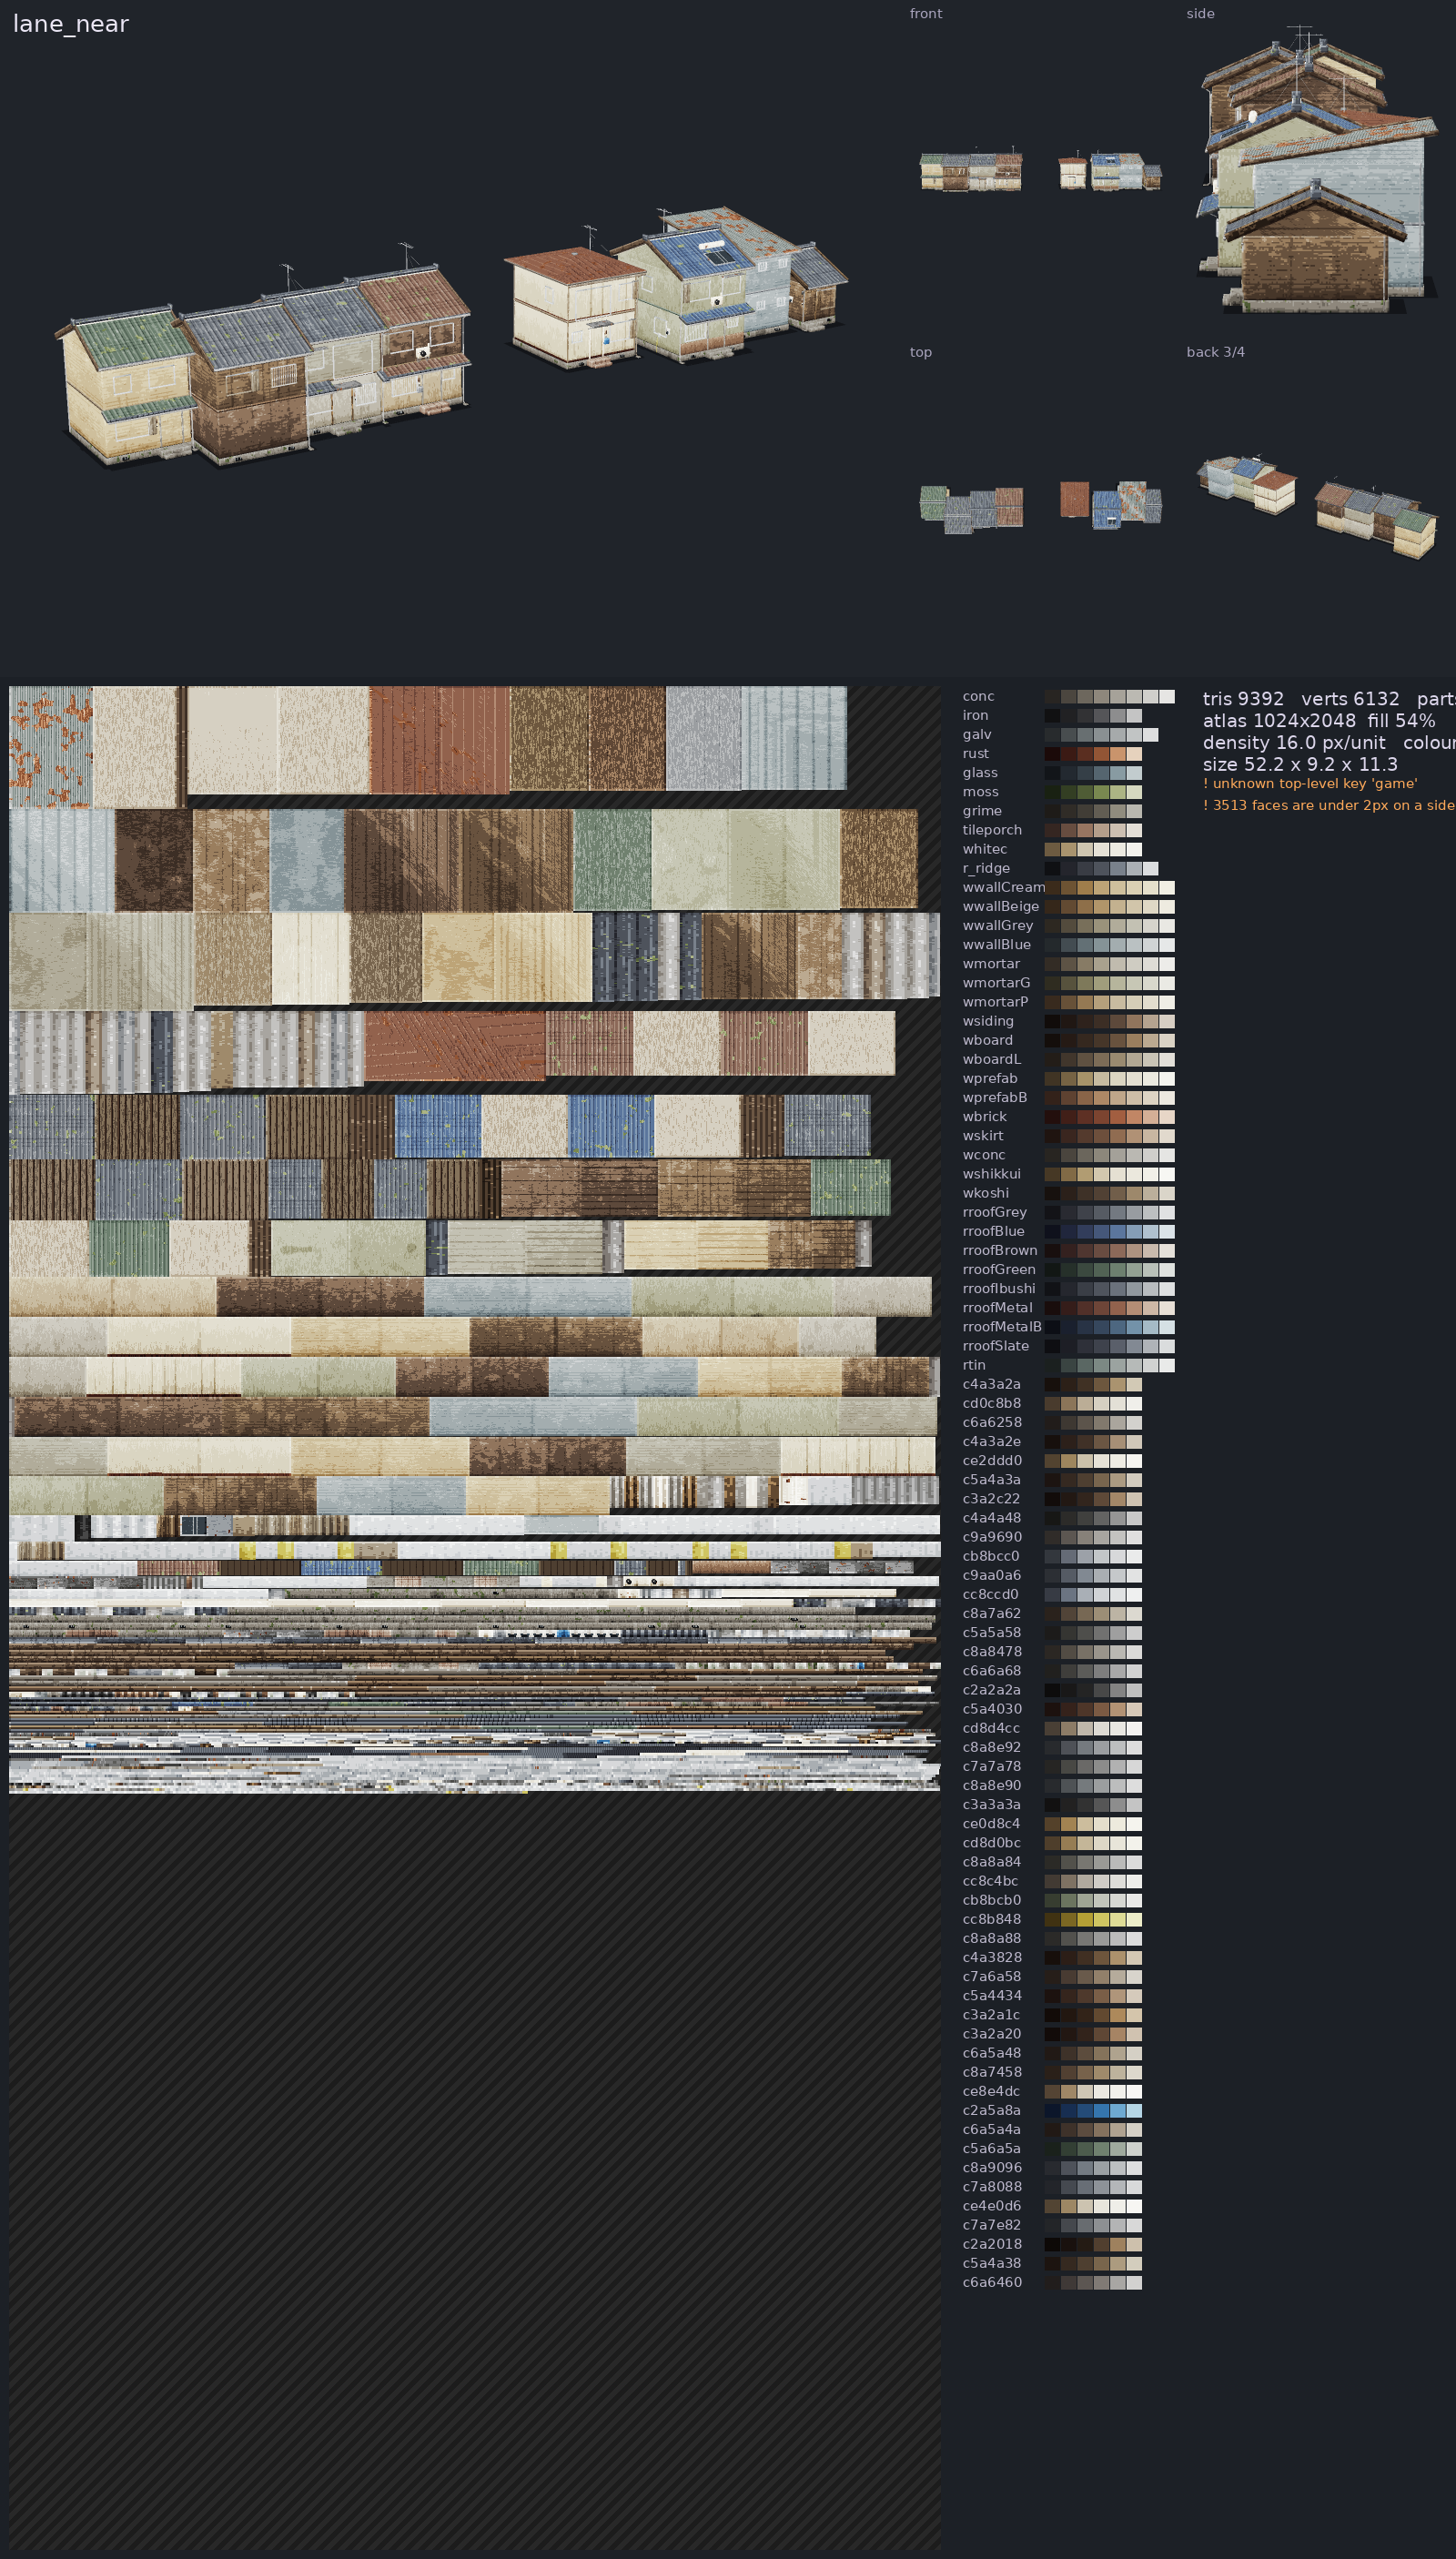 lane_near
front
side
top
back 3/4
conc
iron
galv
rust
glass
moss
grime
tileporch
whitec
r_ridge
wwallCream
wwallBeige
wwallGrey
wwallBlue
wmortar
wmortarG
wmortarP
wsiding
wboard
wboardL
wprefab
wprefabB
wbrick
wskirt
wconc
wshikkui
wkoshi
rroofGrey
rroofBlue
rroofBrown
rroofGreen
rroofIbushi
rroofMetal
rroofMetalB
rroofSlate
rtin
c4a3a2a
cd0c8b8
c6a6258
c4a3a2e
ce2ddd0
c5a4a3a
c3a2c22
c4a4a48
c9a9690
cb8bcc0
c9aa0a6
cc8ccd0
c8a7a62
c5a5a58
c8a8478
c6a6a68
c2a2a2a
c5a4030
cd8d4cc
c8a8e92
c7a7a78
c8a8e90
c3a3a3a
ce0d8c4
cd8d0bc
c8a8a84
cc8c4bc
cb8bcb0
cc8b848
c8a8a88
c4a3828
c7a6a58
c5a4434
c3a2a1c
c3a2a20
c6a5a48
c8a7458
ce8e4dc
c2a5a8a
c6a5a4a
c5a6a5a
c8a9096
c7a8088
ce4e0d6
c7a7e82
c2a2018
c5a4a38
c6a6460
tris 9392 verts 6132 parts
atlas 1024x2048 fill 54%
density 16.0 px/unit colour
size 52.2 x 9.2 x 11.3
! unknown top-level key 'game'
! 3513 faces are under 2px on a side